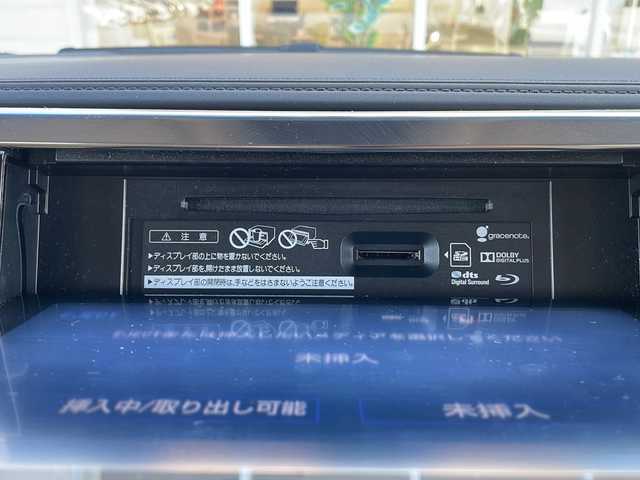 ⚠ 注意
▶ディスプレイ部の上に物を置かないでください。
▶ディスプレイ部を、開けたまま放置しないでください。
▶ディスプレイ部の開閉時は、手などをはさまないようご注意ください。
gracenote.
SD HC
DOLBY
DIGITAL PLUS
dts
Digital Surround
未挿入
挿入中/取り出し可能
未挿入